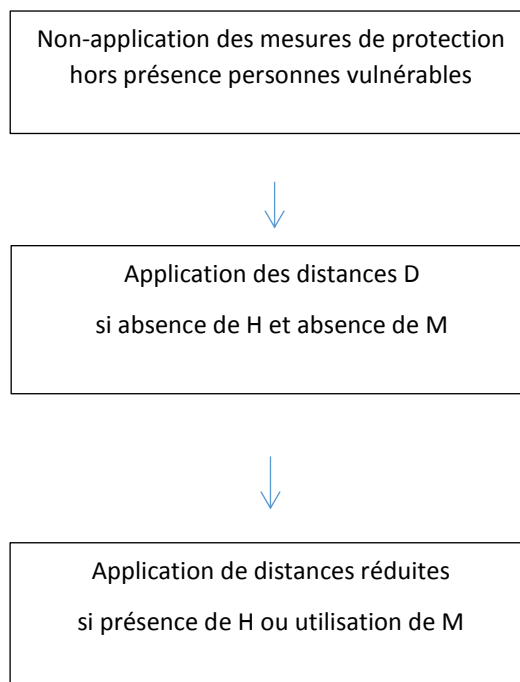 Non-application des mesures de protection
hors présence personnes vulnérables
Application des distances D
si absence de H et absence de M
Application de distances réduites
si présence de H ou utilisation de M